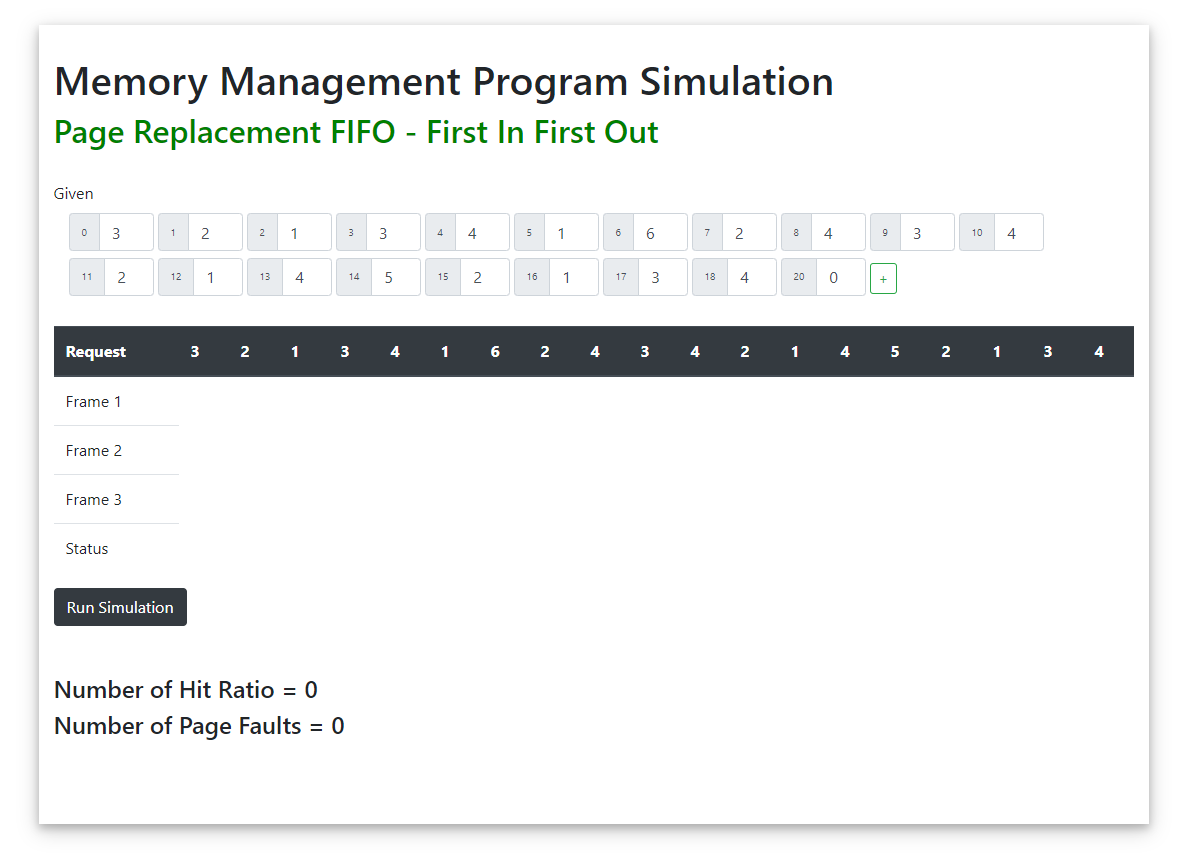 Memory Management Program Simulation
Page Replacement FIFO - First In First Out
Given
0 3 1 2 2 1 3 3 4 4 5 1 6 6 7 2 8 4 9 3 10 4
11 2 12 1 13 4 14 5 15 2 16 1 17 3 18 4 20 0 +
Request 3 2 1 3 4 1 6 2 4 3 4 2 1 4 5 2 1 3 4
Frame 1
Frame 2
Frame 3
Status
Run Simulation
Number of Hit Ratio = 0
Number of Page Faults = 0